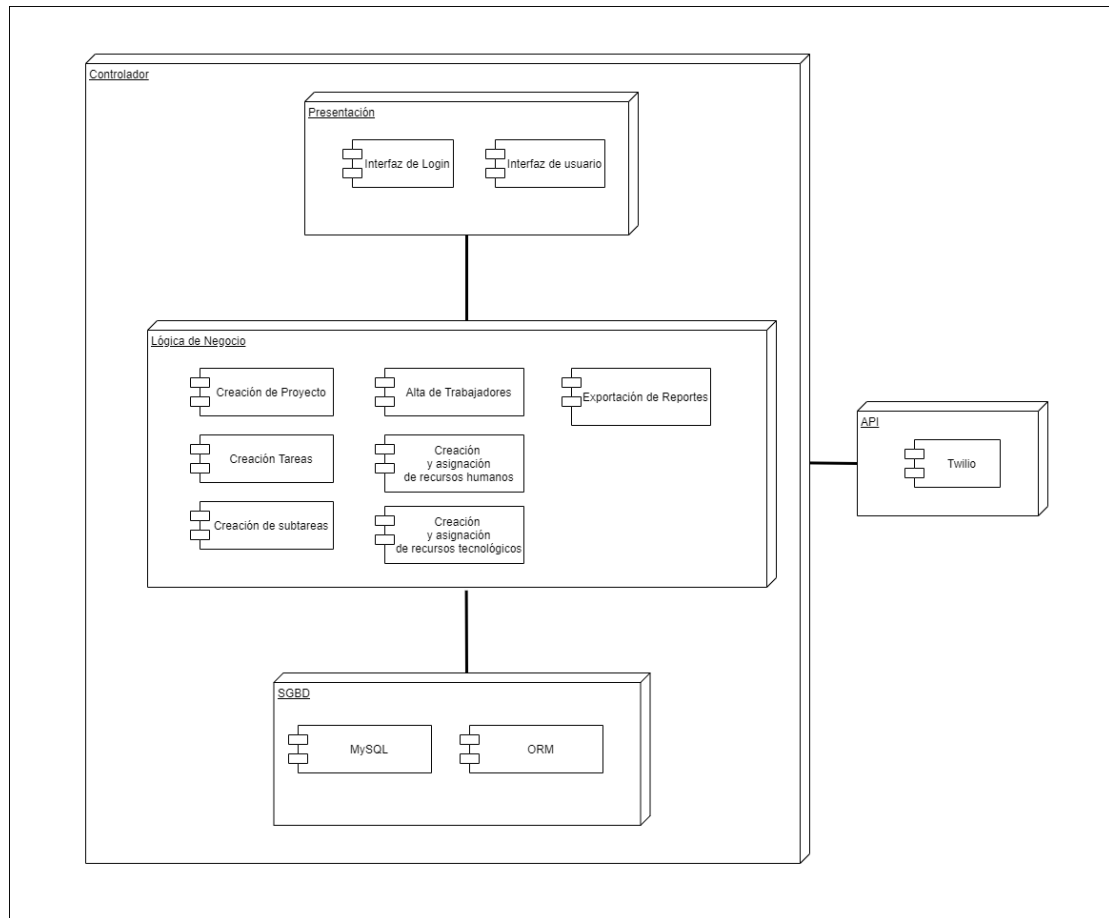 Controlador
Presentación
Interfaz de Login
Interfaz de usuario
Lógica de Negocio
Creación de Proyecto
Alta de Trabajadores
Exportación de Reportes
Creación Tareas
Creación
y asignación
de recursos humanos
Creación de subtareas
Creación
y asignación
de recursos tecnológicos
API
Twilio
SGBD
MySQL
ORM